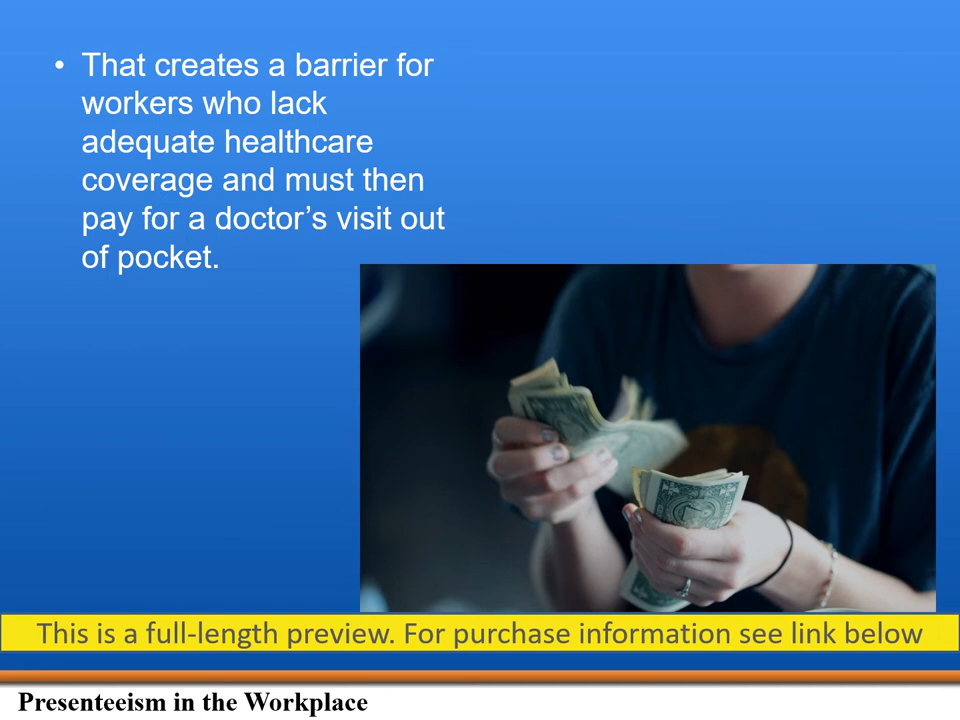 • That creates a barrier for
workers who lack
adequate healthcare
coverage and must then
pay for a doctor’s visit out
of pocket.
This is a full-length preview. For purchase information see link below
Presenteeism in the Workplace